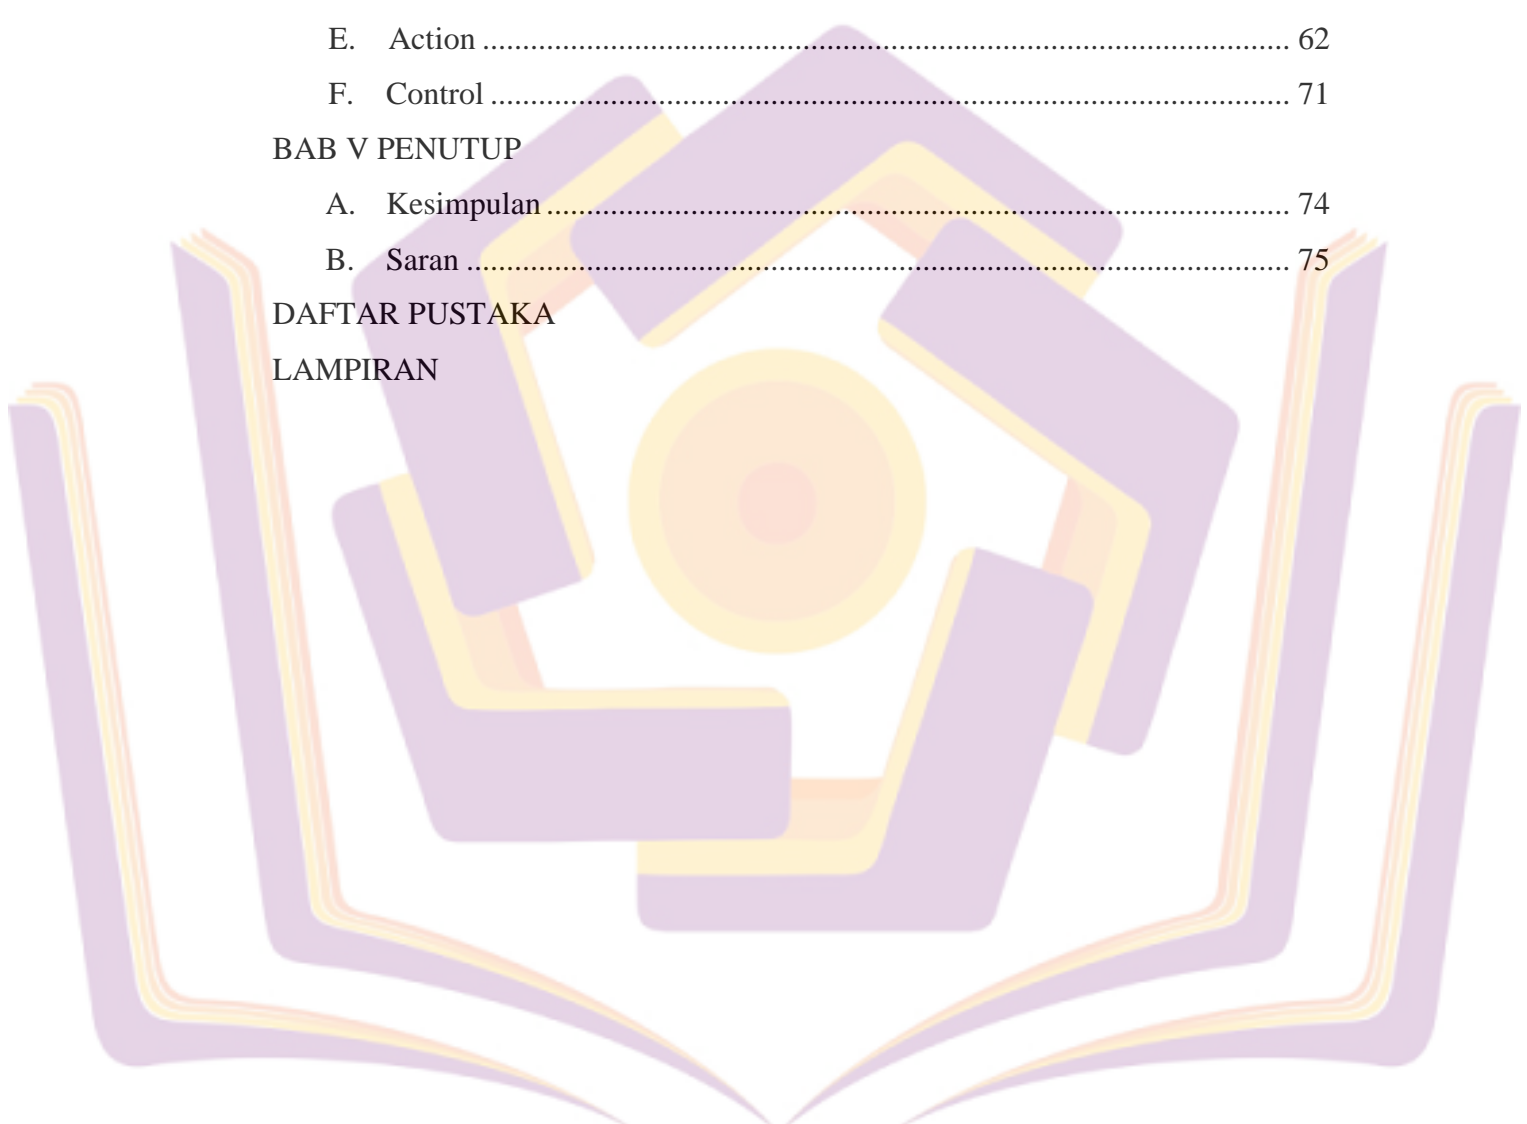 E. Action ........................................................................................................ 62
F. Control ....................................................................................................... 71
BAB V PENUTUP
A. Kesimpulan ................................................................................................ 74
B. Saran .......................................................................................................... 75
DAFTAR PUSTAKA
LAMPIRAN